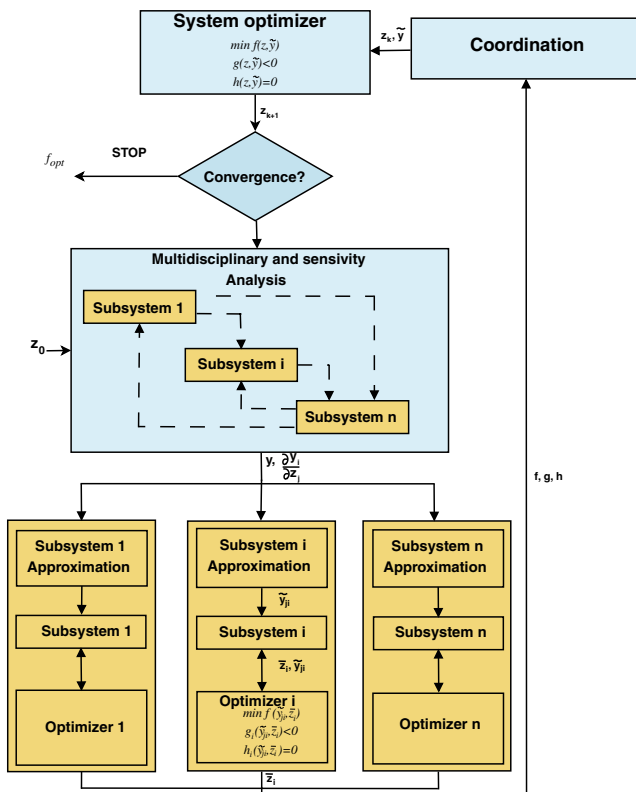 System optimizer
min f(z,ỹ)
g(z,ỹ)<0
h(z,ỹ)=0
z_k, ỹ
Coordination
z_{k+1}
STOP
f_opt
Convergence?
Multidisciplinary and sensivity
Analysis
Subsystem 1
z_0
Subsystem i
Subsystem n
y, ∂y_i/∂z_j
f, g, h
Subsystem 1
Approximation
Subsystem 1
Optimizer 1
Subsystem i
Approximation
ỹ_ji
Subsystem i
z̄_i, ỹ_ji
Optimizer i
min f(ỹ_ji, z̄_i)
g_i(ỹ_ji, z̄_i)<0
h_i(ỹ_ji, z̄_i)=0
Subsystem n
Approximation
Subsystem n
Optimizer n
z̄_i